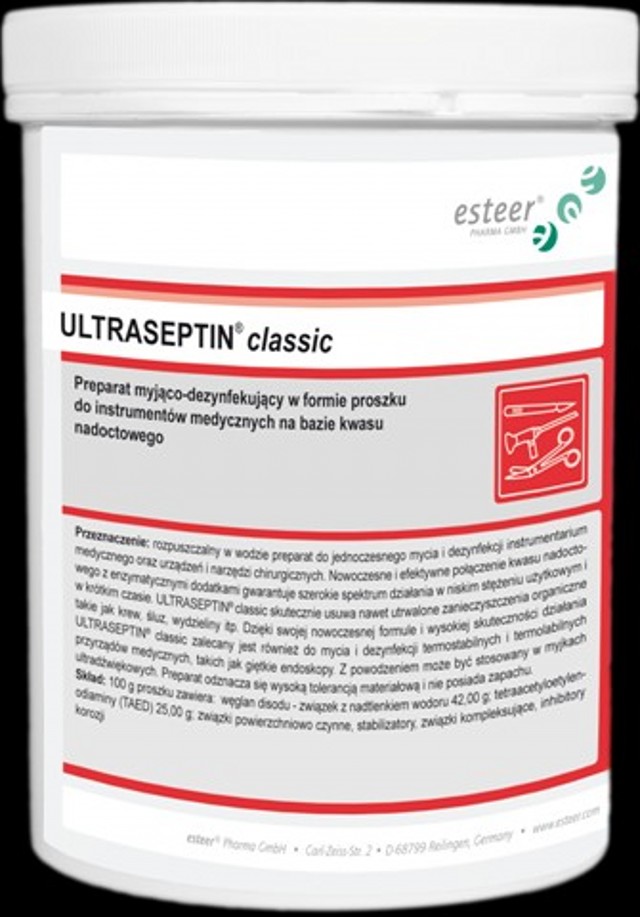 esteer®
PHARMA GMBH
ULTRASEPTIN® classic
Preparat myjąco-dezynfekujący w formie proszku
do instrumentów medycznych na bazie kwasu
nadoctowego
Przeznaczenie: rozpuszczalny w wodzie preparat do jednoczesnego mycia i dezynfekcji instrumentarium
medycznego oraz urządzeń i narzędzi chirurgicznych. Nowoczesne i efektywne połączenie kwasu nadocto-
wego z enzymatycznymi dodatkami gwarantuje szerokie spektrum działania w niskim stężeniu użytkowym i
w krótkim czasie. ULTRASEPTIN® classic skutecznie usuwa nawet utrwalone zanieczyszczenia organiczne
takie jak krew, śluz, wydzieliny itp. Dzięki swojej nowoczesnej formule i wysokiej skuteczności działania
ULTRASEPTIN® classic zalecany jest również do mycia i dezynfekcji termostabilnych i termolabilnych
przyrządów medycznych, takich jak giętkie endoskopy. Z powodzeniem może być stosowany w myjkach
ultradźwiękowych. Preparat odznacza się wysoką tolerancją materiałową i nie posiada zapachu.
Skład: 100 g proszku zawiera: węglan disodu - związek z nadtlenkiem wodoru 42,00 g; tetraacetyloetylen-
odiaminy (TAED) 25,00 g; związki powierzchniowo czynne, stabilizatory, związki kompleksujące, inhibitory
korozji
esteer® Pharma GmbH • Carl-Zeiss-Str. 2 • D-68799 Reilingen, Germany • www.esteer.com